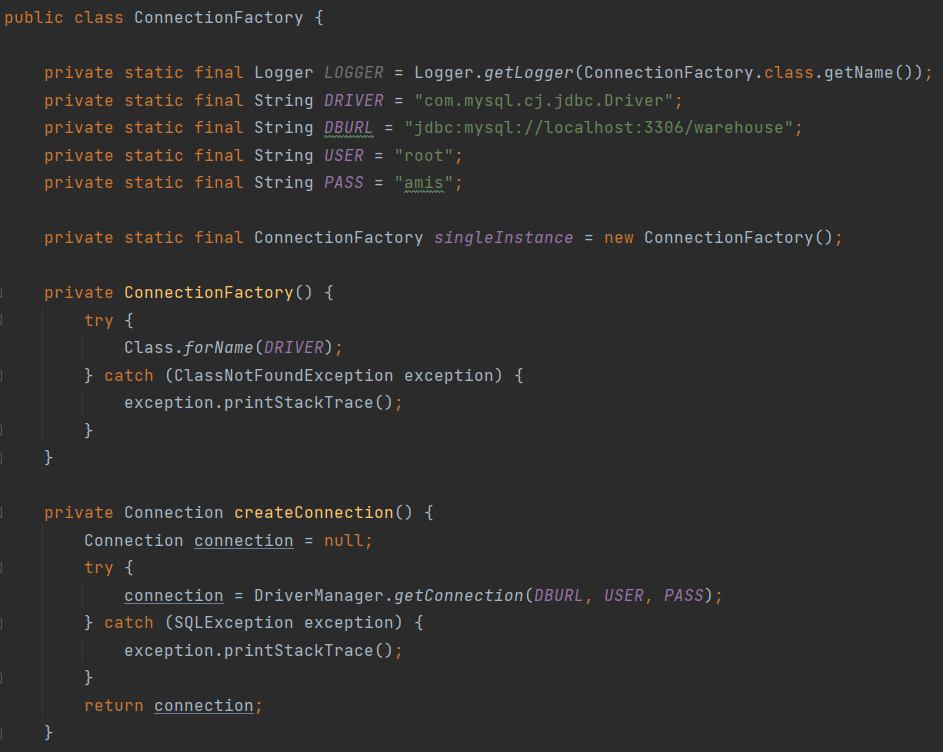 public class ConnectionFactory {
private static final Logger LOGGER = Logger.getLogger(ConnectionFactory.class.getName());
private static final String DRIVER = "com.mysql.cj.jdbc.Driver";
private static final String DBURL = "jdbc:mysql://localhost:3306/warehouse";
private static final String USER = "root";
private static final String PASS = "amis";
private static final ConnectionFactory singleInstance = new ConnectionFactory();
private ConnectionFactory() {
try {
Class.forName(DRIVER);
} catch (ClassNotFoundException exception) {
exception.printStackTrace();
}
}
private Connection createConnection() {
Connection connection = null;
try {
connection = DriverManager.getConnection(DBURL, USER, PASS);
} catch (SQLException exception) {
exception.printStackTrace();
}
return connection;
}